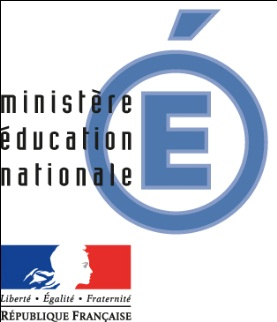 ministère
éducation
nationale
É
Liberté • Égalité • Fraternité
RÉPUBLIQUE FRANÇAISE